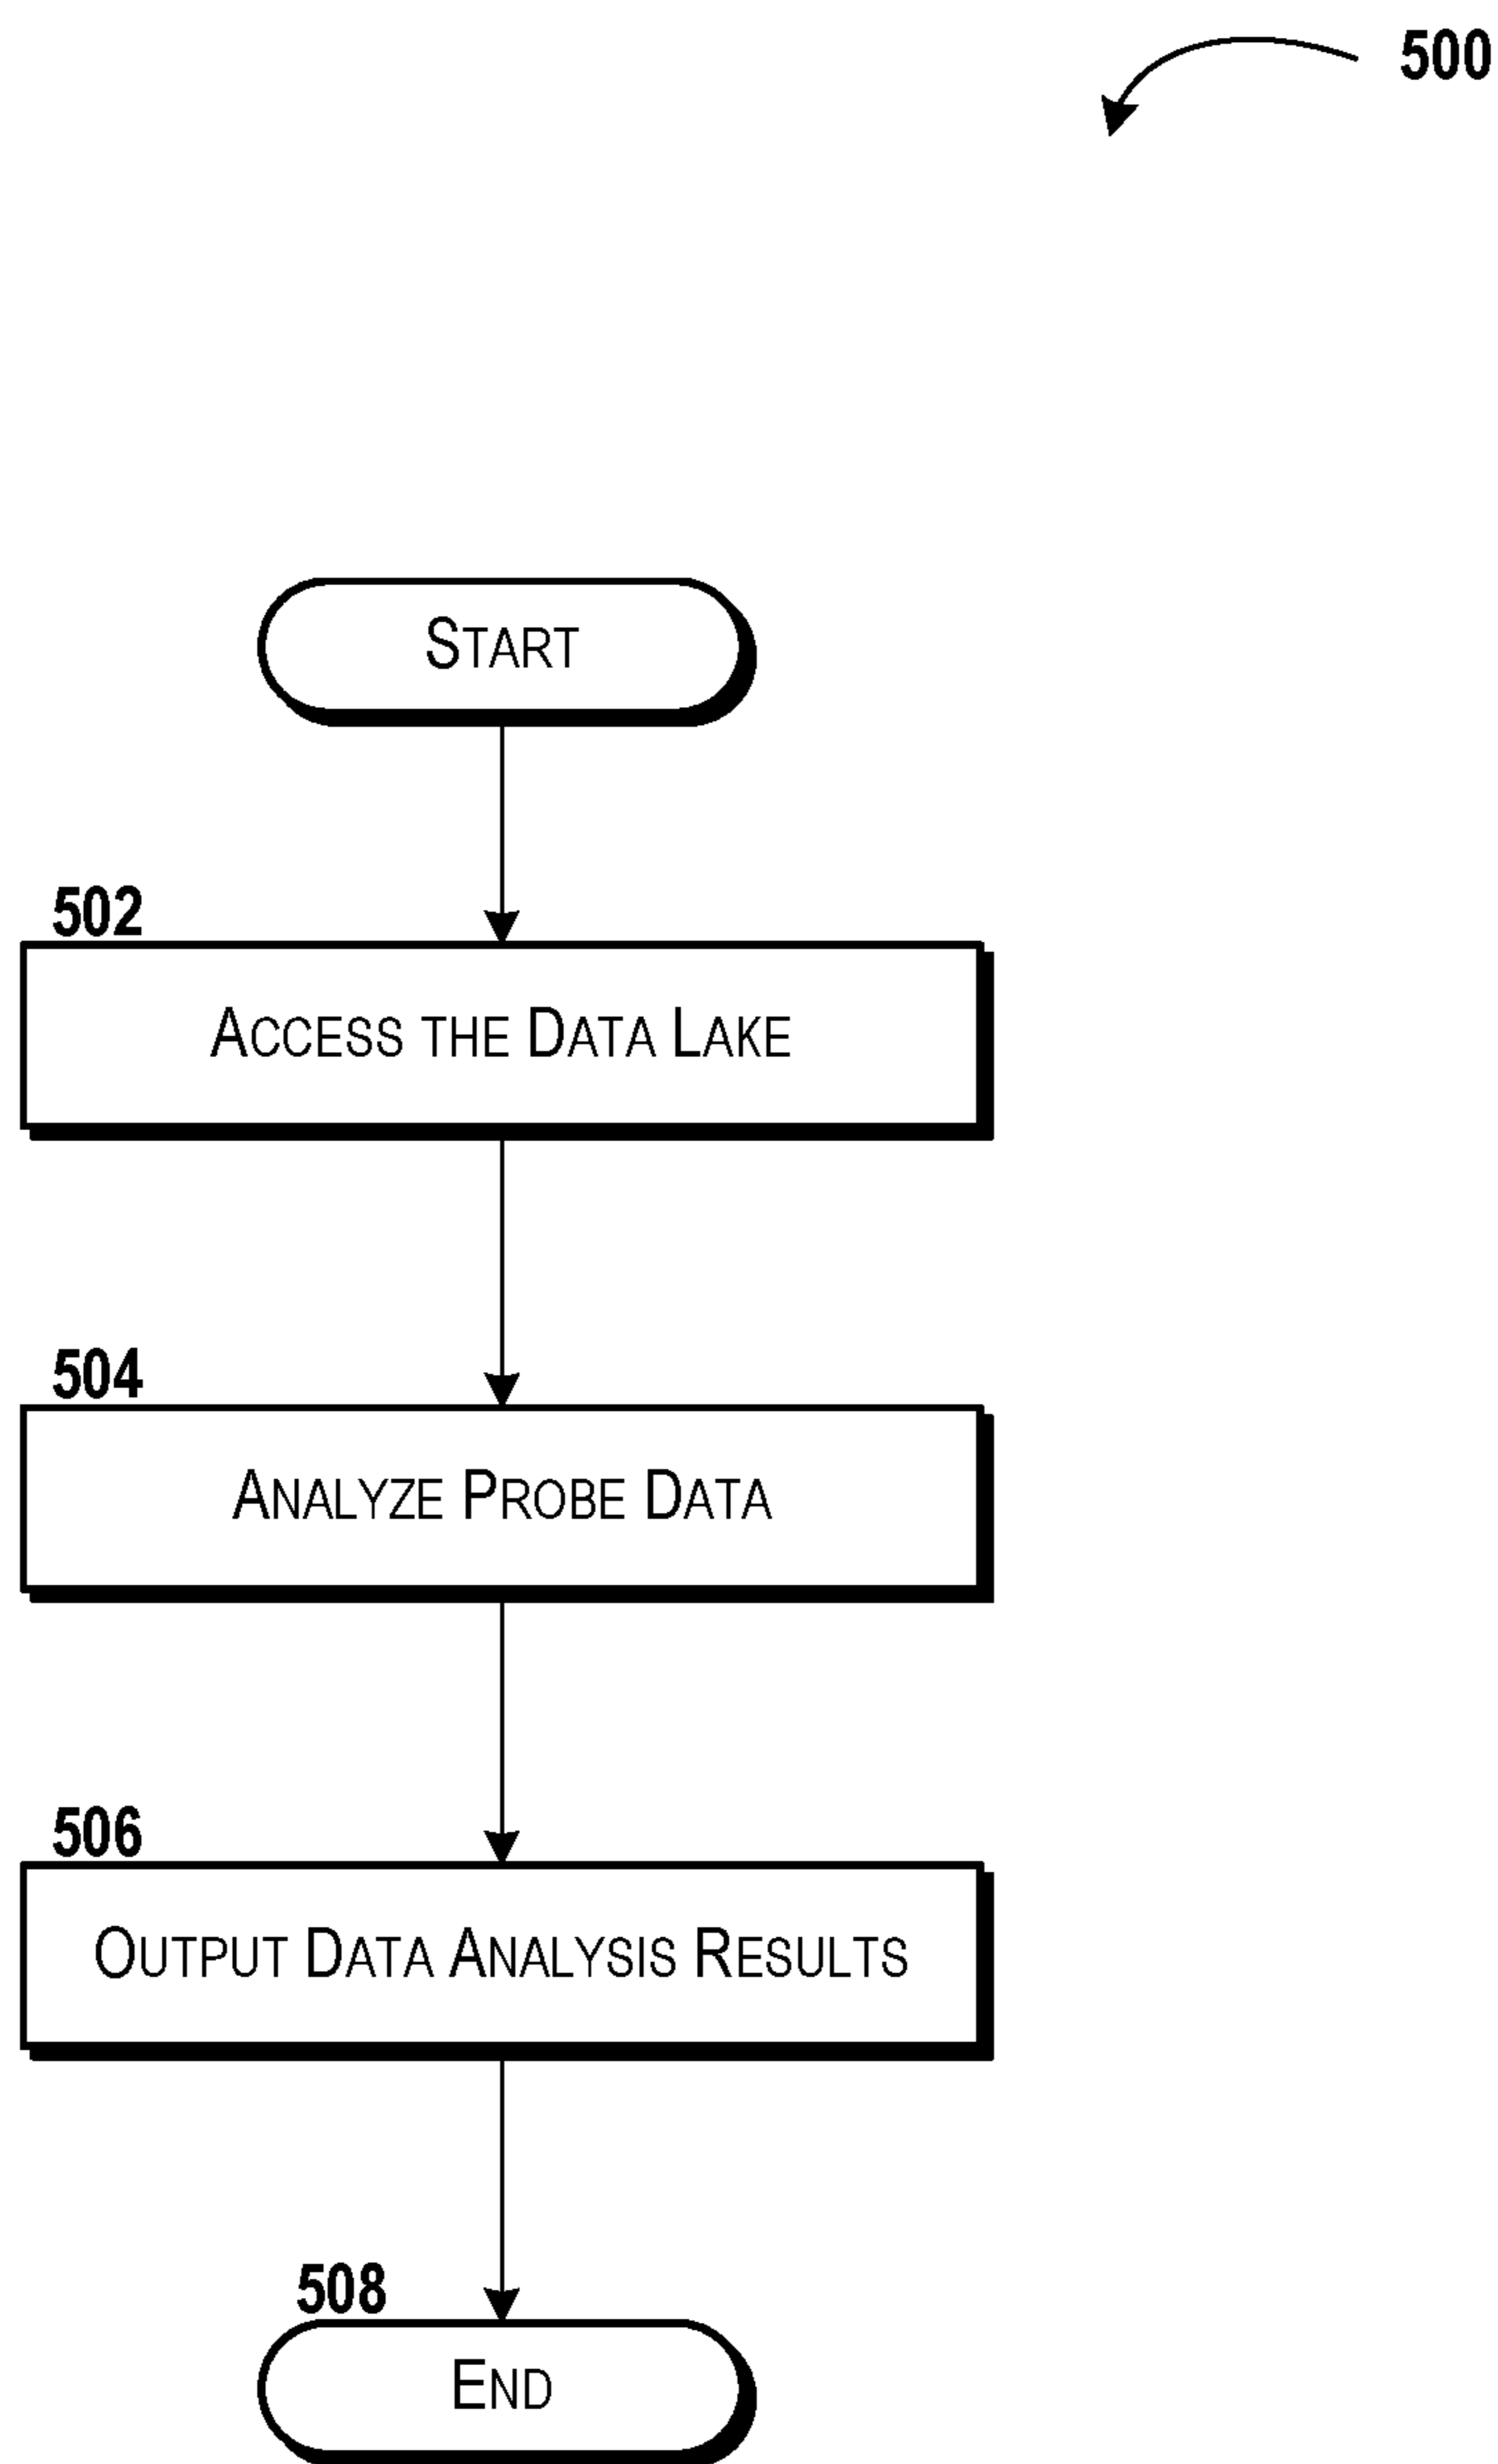 500
START
502
ACCESS THE DATA LAKE
504
ANALYZE PROBE DATA
506
OUTPUT DATA ANALYSIS RESULTS
508
END